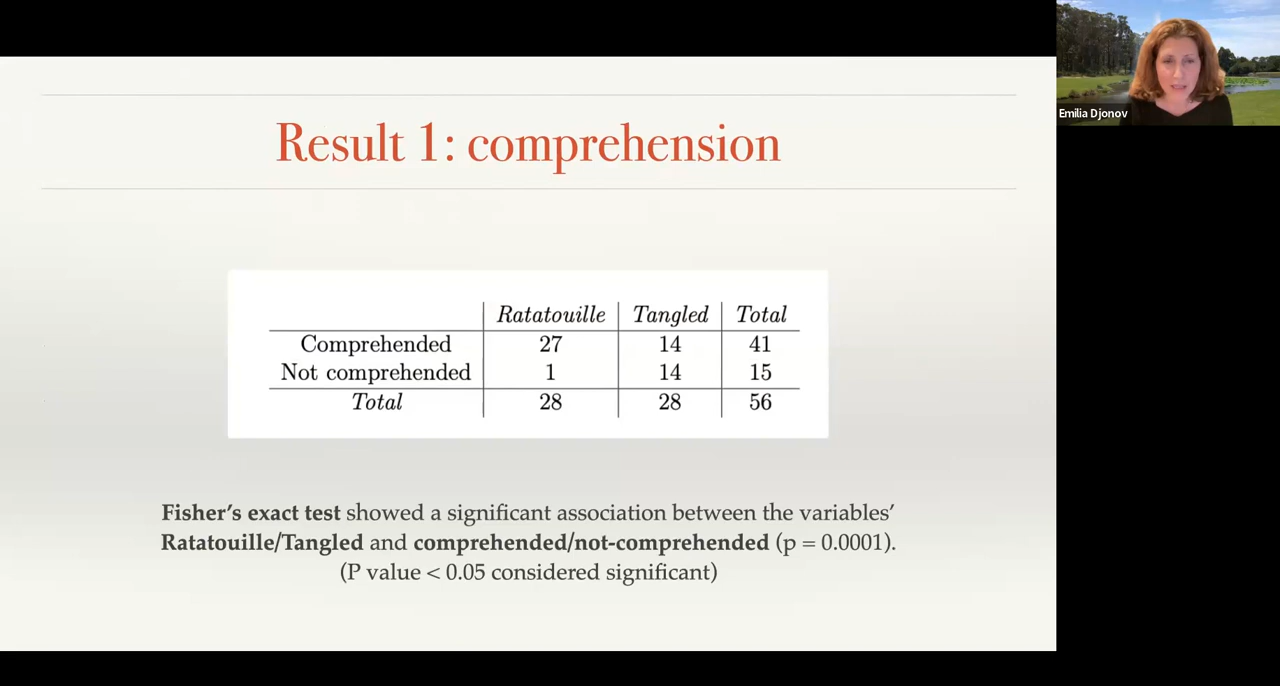 Emilia Djonov
Result 1: comprehension
Ratatouille Tangled Total
Comprehended 27 14 41
Not comprehended 1 14 15
Total 28 28 56
Fisher's exact test showed a significant association between the variables'
Ratatouille/Tangled and comprehended/not-comprehended (p = 0.0001).
(P value < 0.05 considered significant)